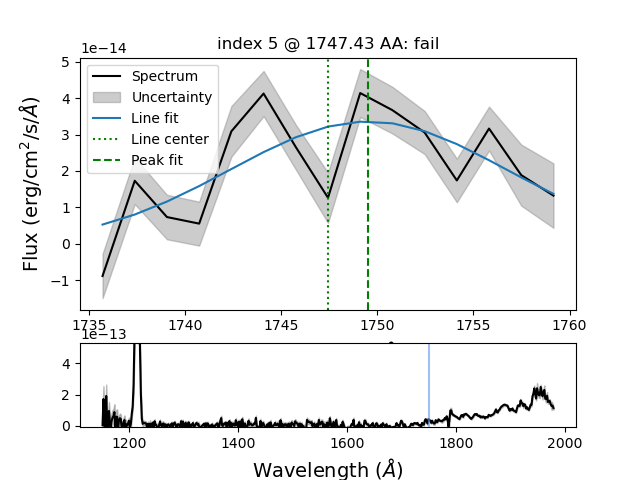 index 5 @ 1747.43 AA: fail
1e−14
Spectrum
Uncertainty
Line fit
Line center
Peak fit
5
4
3
2
1
0
−1
Flux (erg/cm²/s/Å)
1735 1740 1745 1750 1755 1760
1e−13
4
2
0
1200 1400 1600 1800 2000
Wavelength (Å)